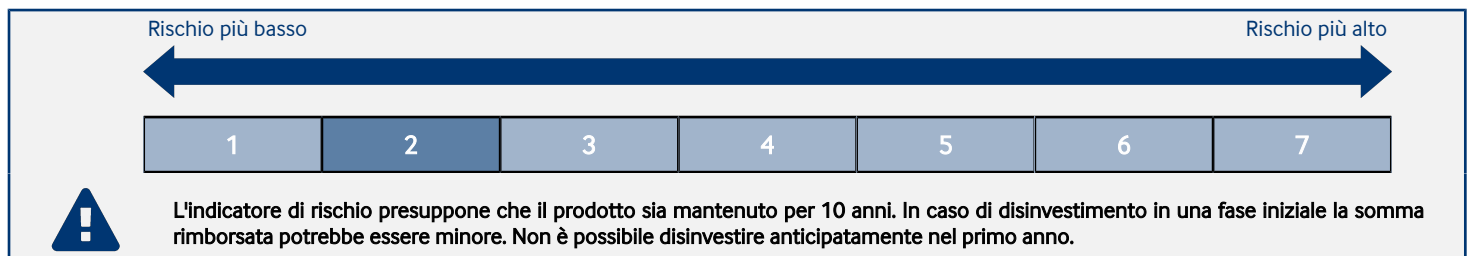 Rischio più basso Rischio più alto
1 2 3 4 5 6 7
L'indicatore di rischio presuppone che il prodotto sia mantenuto per 10 anni. In caso di disinvestimento in una fase iniziale la somma
rimborsata potrebbe essere minore. Non è possibile disinvestire anticipatamente nel primo anno.